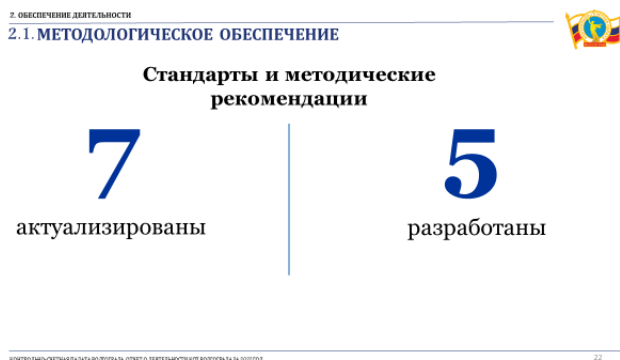 2. ОБЕСПЕЧЕНИЕ ДЕЯТЕЛЬНОСТИ
2.1. МЕТОДОЛОГИЧЕСКОЕ ОБЕСПЕЧЕНИЕ
Стандарты и методические
рекомендации
7
актуализированы
5
разработаны
22